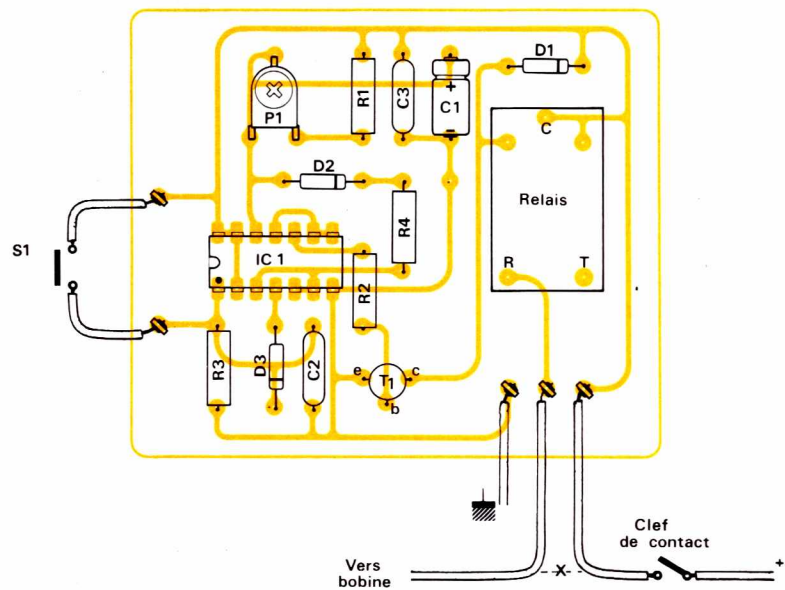 D1
P1
R1
C3
+
C1
−
C
D2
Relais
S1
R4
IC 1
R
T
R2
R3
D3
C2
e
T1
c
b
Clef
de contact
Vers
bobine
X
+